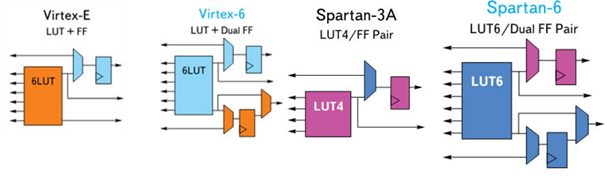 Virtex-E
LUT + FF
6LUT
Virtex-6
LUT + Dual FF
6LUT
Spartan-3A
LUT4/FF Pair
LUT4
Spartan-6
LUT6/Dual FF Pair
LUT6